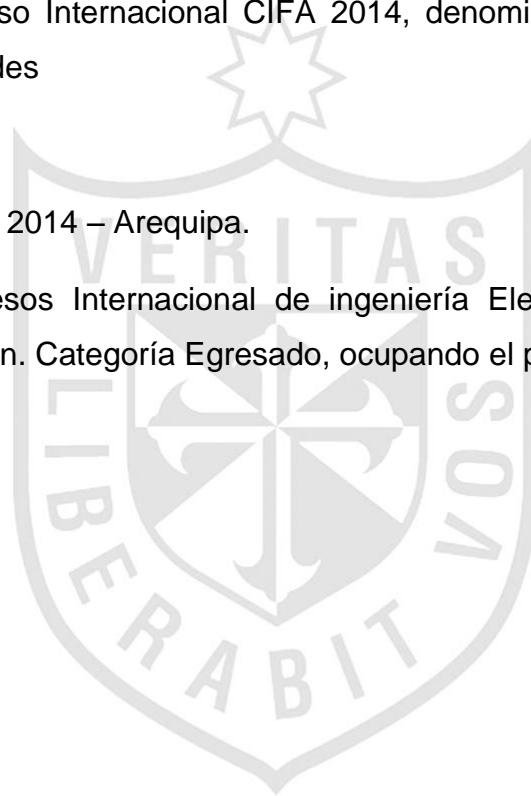 so Internacional CIFA 2014, denomi
des
2014 – Arequipa.
esos Internacional de ingeniería Ele
n. Categoría Egresado, ocupando el p
VERITAS
LIBERABIT
VOS